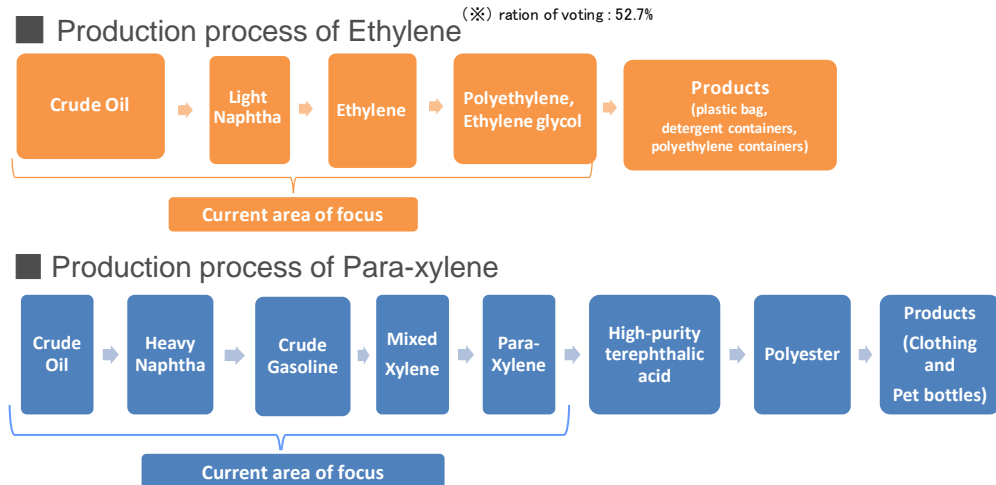 (※) ration of voting : 52.7%
■ Production process of Ethylene
Crude Oil
Light
Naphtha
Ethylene
Polyethylene,
Ethylene glycol
Products
(plastic bag,
detergent containers,
polyethylene containers)
Current area of focus
■ Production process of Para-xylene
Crude
Oil
Heavy
Naphtha
Crude
Gasoline
Mixed
Xylene
Para-
Xylene
High-purity
terephthalic
acid
Polyester
Products
(Clothing
and
Pet bottles)
Current area of focus